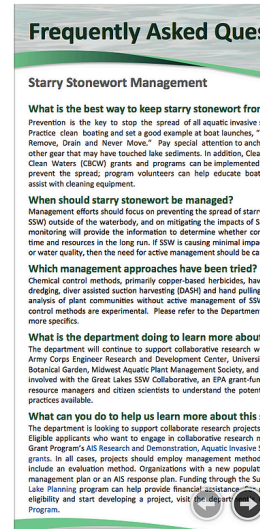 Frequently Asked Ques
Starry Stonewort Management
What is the best way to keep starry stonewort from
Prevention is the key to stop the spread of all aquatic invasive s
Practice clean boating and set a good example at boat launches, "
Remove, Drain and Never Move." Pay special attention to anch
other gear that may have touched lake sediments. In addition, Clea
Clean Waters (CBCW) grants and programs can be implemented
prevent the spread; program volunteers can help educate boat
assist with cleaning equipment.
When should starry stonewort be managed?
Management efforts should focus on preventing the spread of starr
SSW) outside of the waterbody, and on mitigating the impacts of S
monitoring will provide the information to determine whether con
time and resources in the long run. If SSW is causing minimal impa
or water quality, then the need for active management should be ca
Which management approaches have been tried?
Chemical control methods, primarily copper-based herbicides, hav
dredging, diver assisted suction harvesting (DASH) and hand pulling
analysis of plant communities without active management of SSW
control methods are experimental. Please refer to the Departmen
more specifics.
What is the department doing to learn more about
The department will continue to support collaborative research w
Army Corps Engineer Research and Development Center, Universi
Botanical Garden, Midwest Aquatic Plant Management Society, and
involved with the Great Lakes SSW Collaborative, an EPA grant-fun
resource managers and citizen scientists to understand the potent
practices available.
What can you do to help us learn more about this s
The department is looking to support collaborate research projects
Eligible applicants who want to engage in collaborative research m
Grant Program's AIS Research and Demonstration, Aquatic Invasive S
grants. In all cases, projects should employ management method
include an evaluation method. Organizations with a new populat
management plan or an AIS response plan. Funding through the Su
Lake Planning program can help provide financial assistance.
eligibility and start developing a project, visit the department
Program.